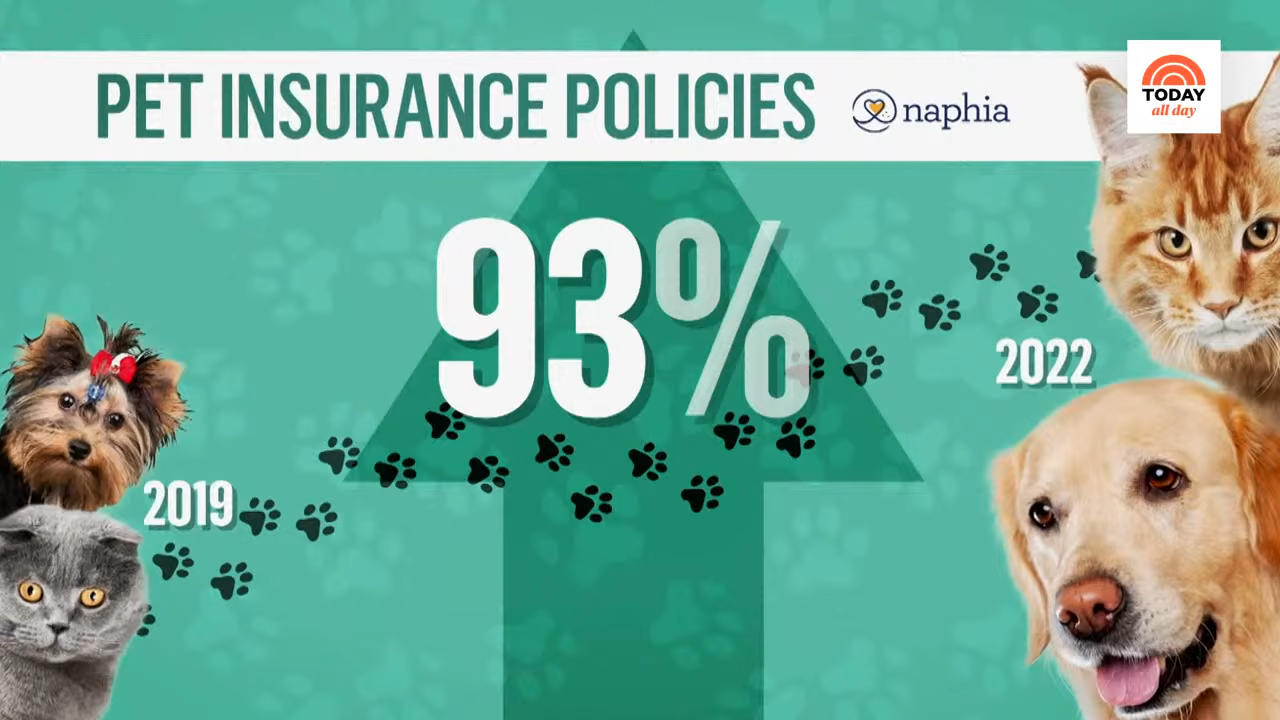 PET INSURANCE POLICIES
naphia
TODAY
all day
93%
2022
2019